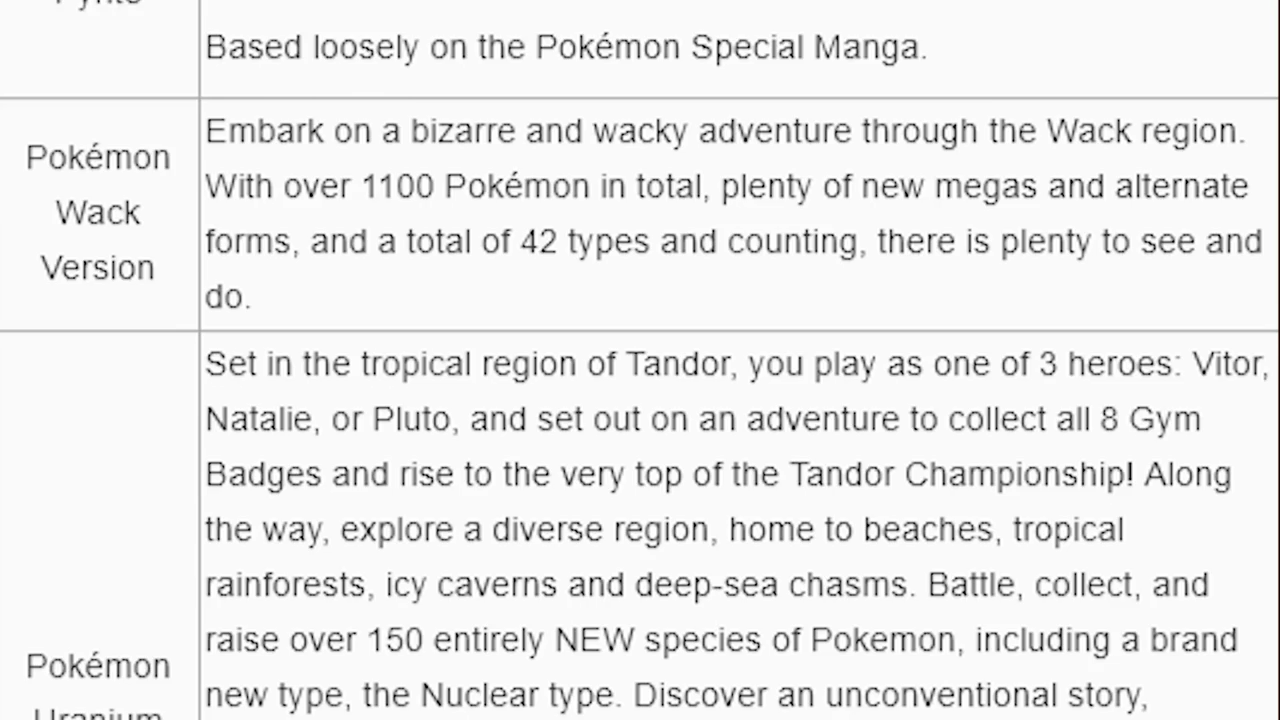 Based loosely on the Pokémon Special Manga.
Pokémon
Wack
Version
Embark on a bizarre and wacky adventure through the Wack region.
With over 1100 Pokémon in total, plenty of new megas and alternate
forms, and a total of 42 types and counting, there is plenty to see and
do.
Pokémon
Uranium
Set in the tropical region of Tandor, you play as one of 3 heroes: Vitor,
Natalie, or Pluto, and set out on an adventure to collect all 8 Gym
Badges and rise to the very top of the Tandor Championship! Along
the way, explore a diverse region, home to beaches, tropical
rainforests, icy caverns and deep-sea chasms. Battle, collect, and
raise over 150 entirely NEW species of Pokemon, including a brand
new type, the Nuclear type. Discover an unconventional story,